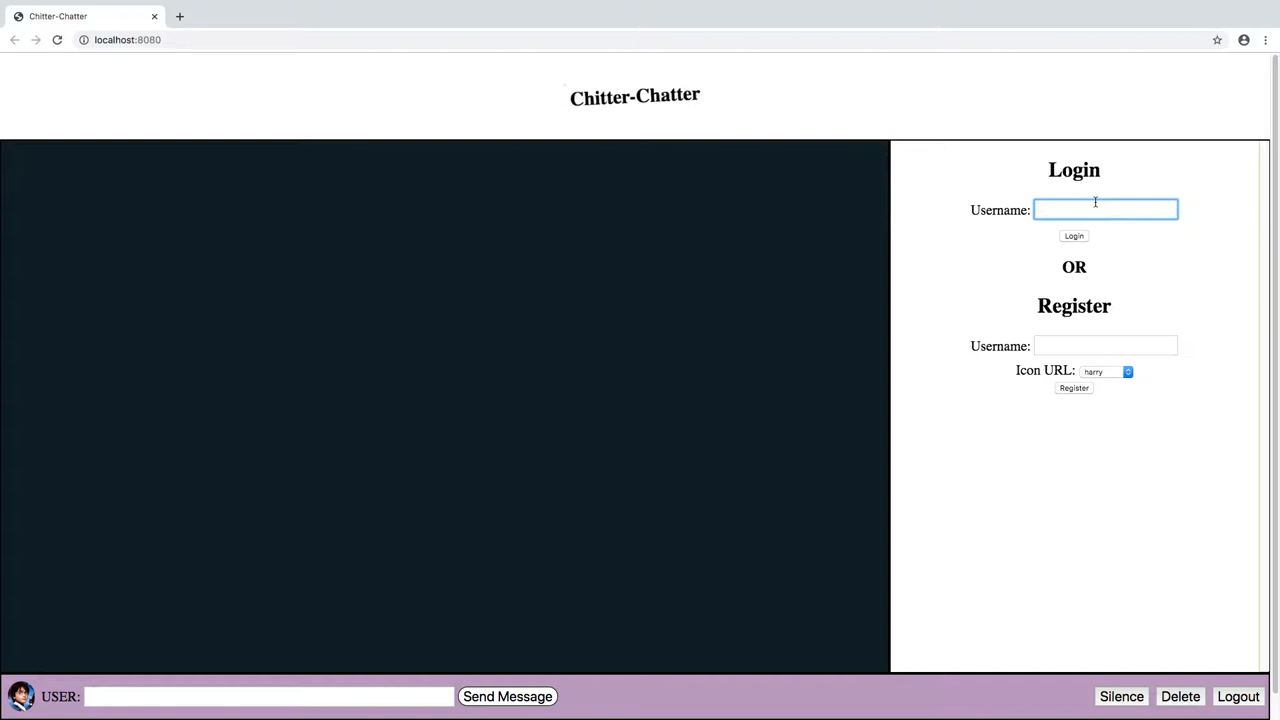 Chitter-Chatter
localhost:8080
Chitter-Chatter
Login
Username:
Login
OR
Register
Username:
Icon URL: harry
Register
USER: Send Message Silence Delete Logout